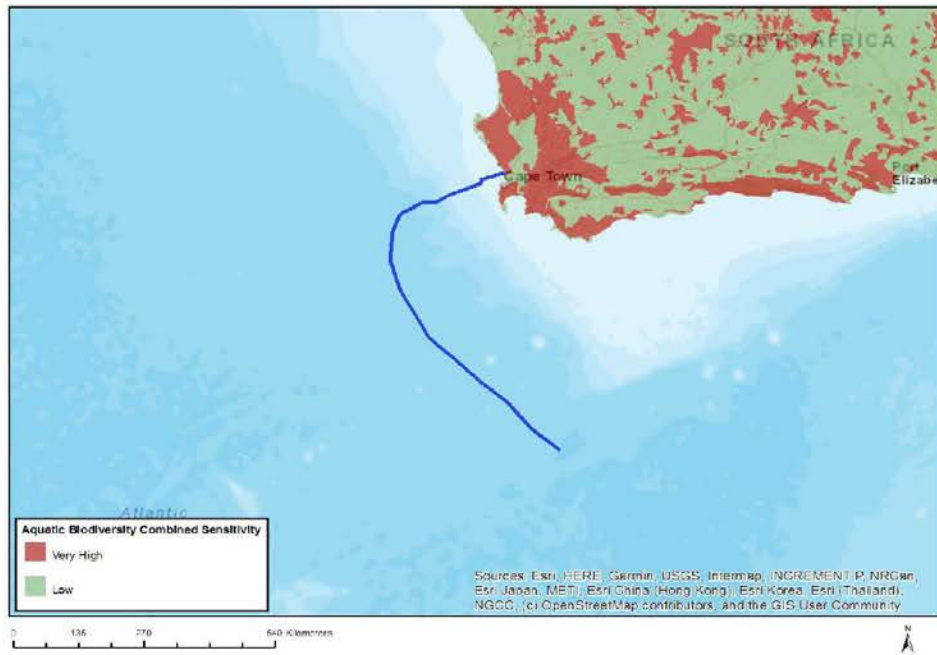 SOUTH AFRICA
Cape Town
Port
Elizabe
Atlantic
Aquatic Biodiversity Combined Sensitivity
Very High
Low
Sources: Esri, HERE, Garmin, USGS, Intermap, INCREMENT P, NRCan,
Esri Japan, METI, Esri China (Hong Kong), Esri Korea, Esri (Thailand),
NGCC, (c) OpenStreetMap contributors, and the GIS User Community
0 135 270 540 Kilometers
N